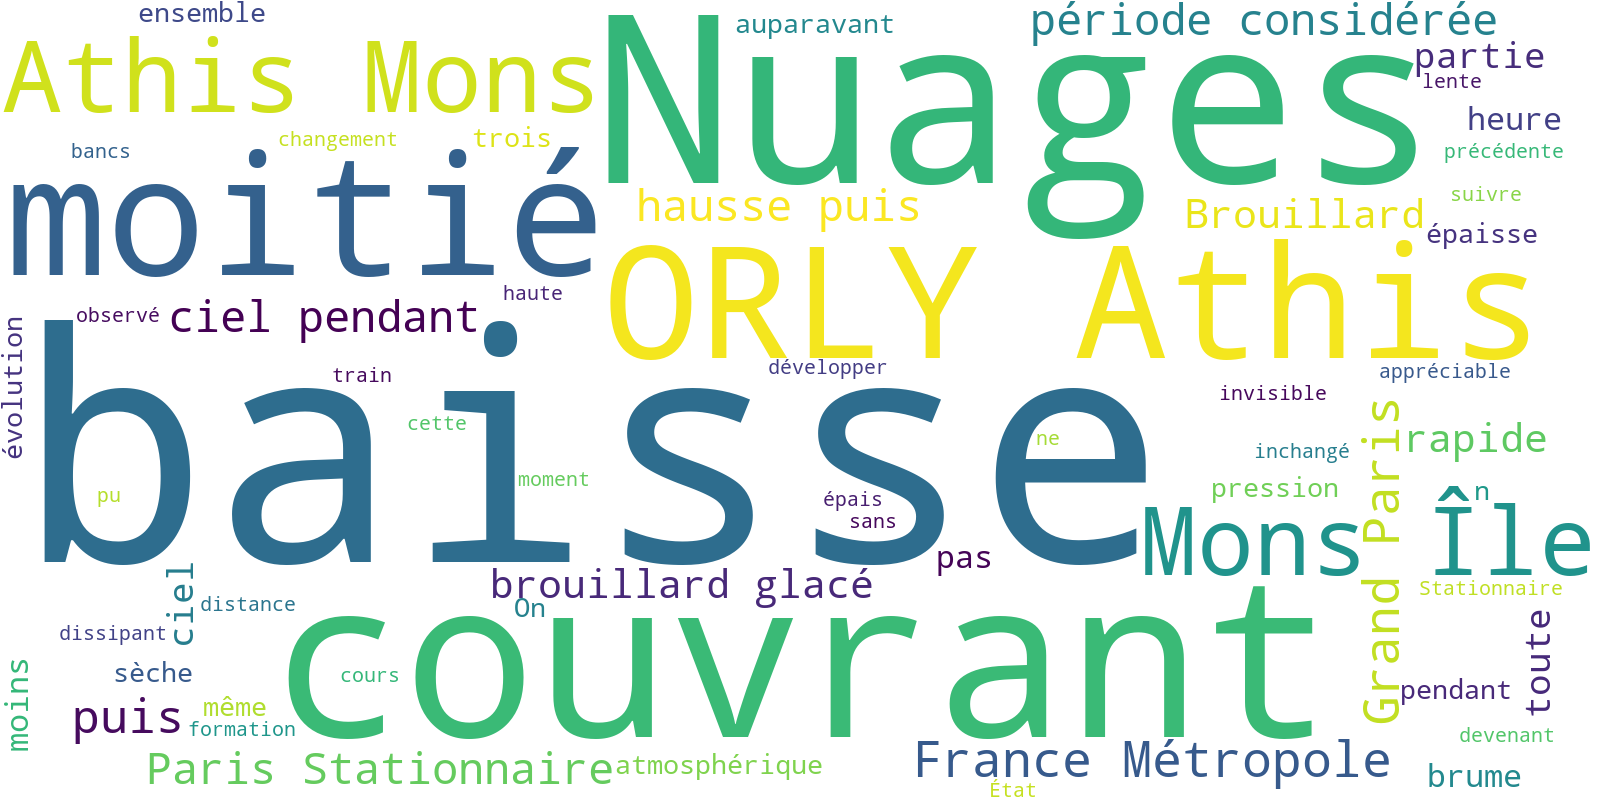 ensemble
auparavant
période considérée
Athis Mons
Nuages
partie
lente
heure
changement
trois
bancs
précédente
moitié
suivre
hausse puis
Brouillard
épaisse
ORLY Athis
haute
observé
ciel pendant
évolution
train
développer
appréciable
baisse
invisible
cette
ne
rapide
Grand Paris
inchangé
moment
pression
pu
épais
n
sans
Mons Île
pas
brouillard glacé
Stationnaire
ciel
distance
On
dissipant
couvrant
toute
sèche
cours
pendant
moins
même
puis
formation
devenant
Paris Stationnaire
atmosphérique
France Métropole
brume
État